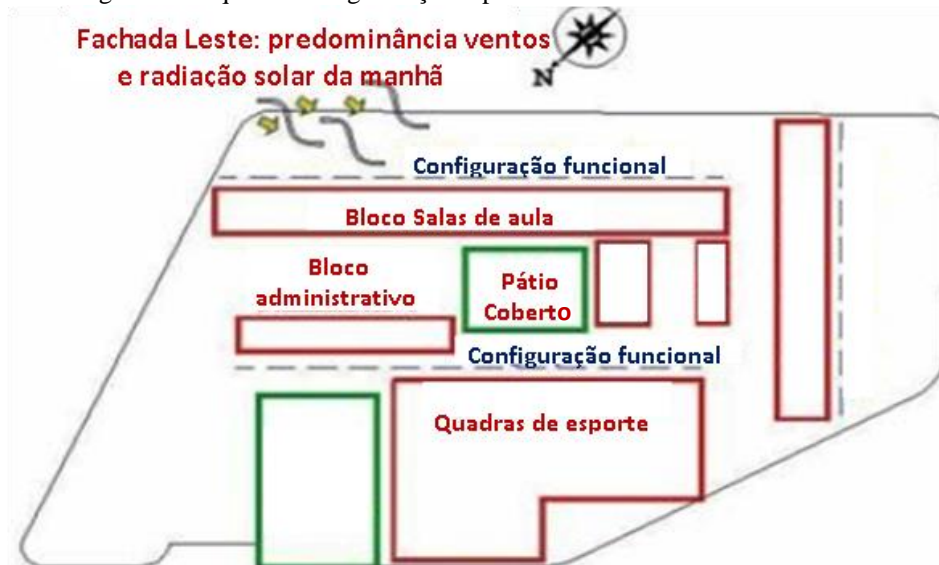 Fachada Leste: predominância ventos
e radiação solar da manhã
N
Configuração funcional
Bloco Salas de aula
Bloco
administrativo
Pátio
Coberto
Configuração funcional
Quadras de esporte